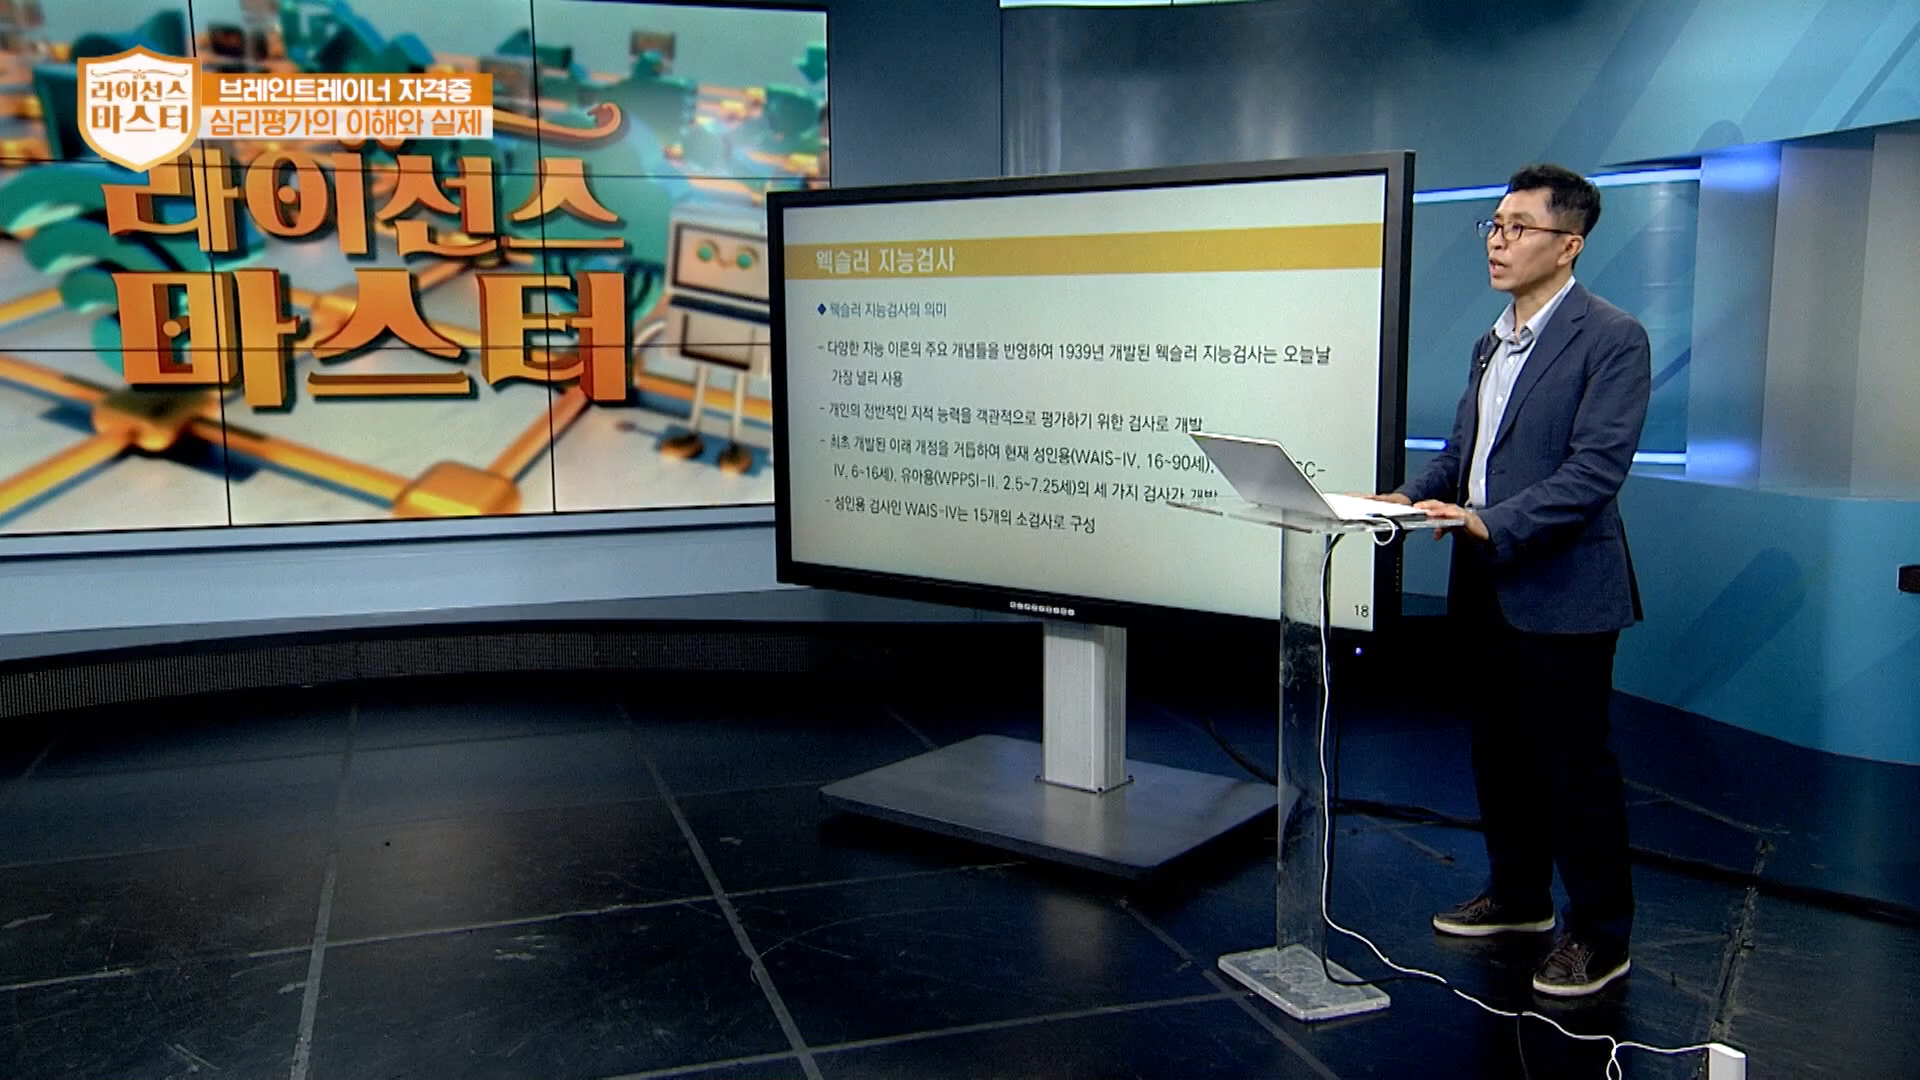 라이선스
마스터
브레인트레이너 자격증
심리평가의 이해와 실제
라이선스
마스터
웩슬러 지능검사
◆ 웩슬러 지능검사의 의미
- 다양한 지능 이론의 주요 개념들을 반영하여 1939년 개발된 웩슬러 지능검사는 오늘날
가장 널리 사용
- 개인의 전반적인 지적 능력을 객관적으로 평가하기 위한 검사로 개발
- 최초 개발된 이래 개정을 거듭하여 현재 성인용(WAIS-IV, 16~90세), SC-
IV, 6~16세), 유아용(WPPSI-II. 2.5~7.25세)의 세 가지 검사가 개발
- 성인용 검사인 WAIS-IV는 15개의 소검사로 구성
18